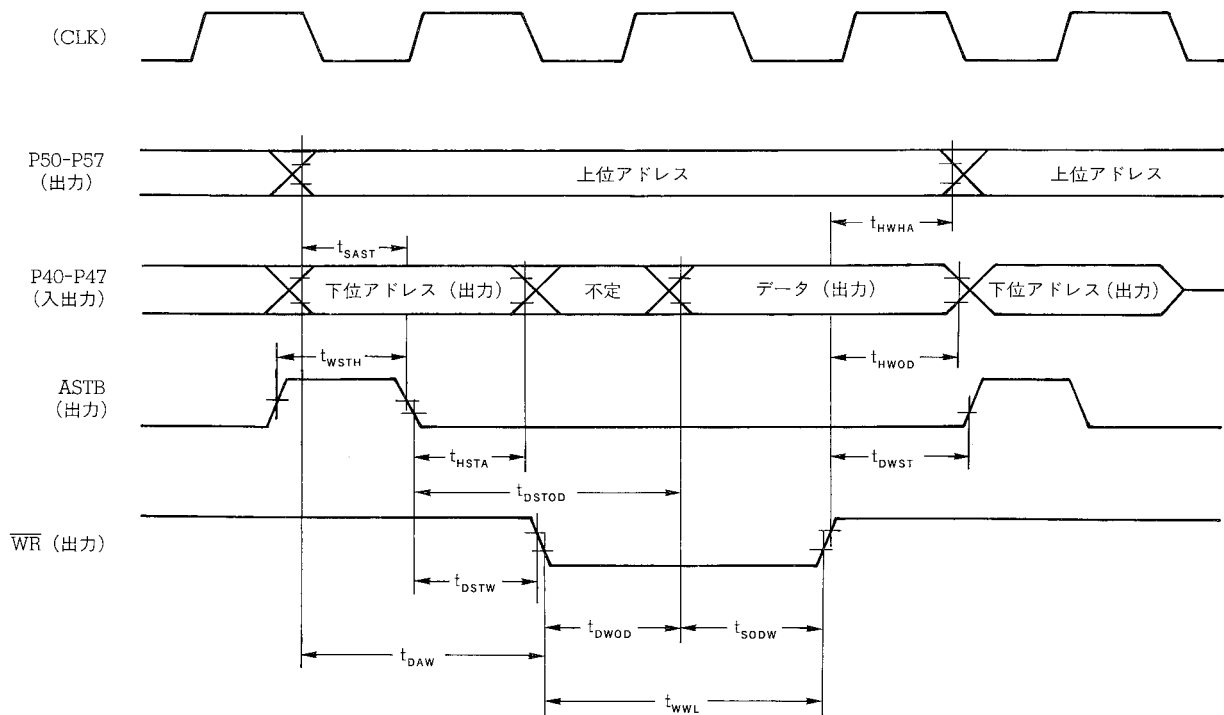 (CLK)
P50-P57
(出力)
上位アドレス
上位アドレス
tHWHA
tSAST
P40-P47
(入出力)
下位アドレス(出力)
不定
データ(出力)
下位アドレス(出力)
tWSTH
tHWOD
ASTB
(出力)
tHSTA
tDWST
tDSTOD
WR(出力)
tDSTW
tDWOD
tSODW
tDAW
tWWL